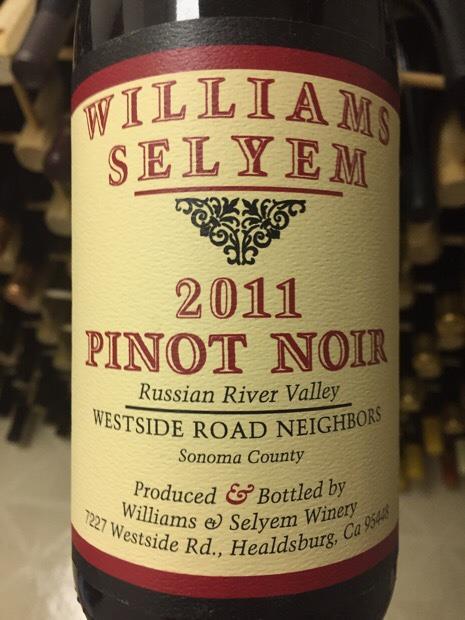 WILLIAMS
SELYEM
2011
PINOT NOIR
Russian River Valley
WESTSIDE ROAD NEIGHBORS
Sonoma County
Produced & Bottled by
Williams & Selyem Winery
7227 Westside Rd., Healdsburg, Ca 95448